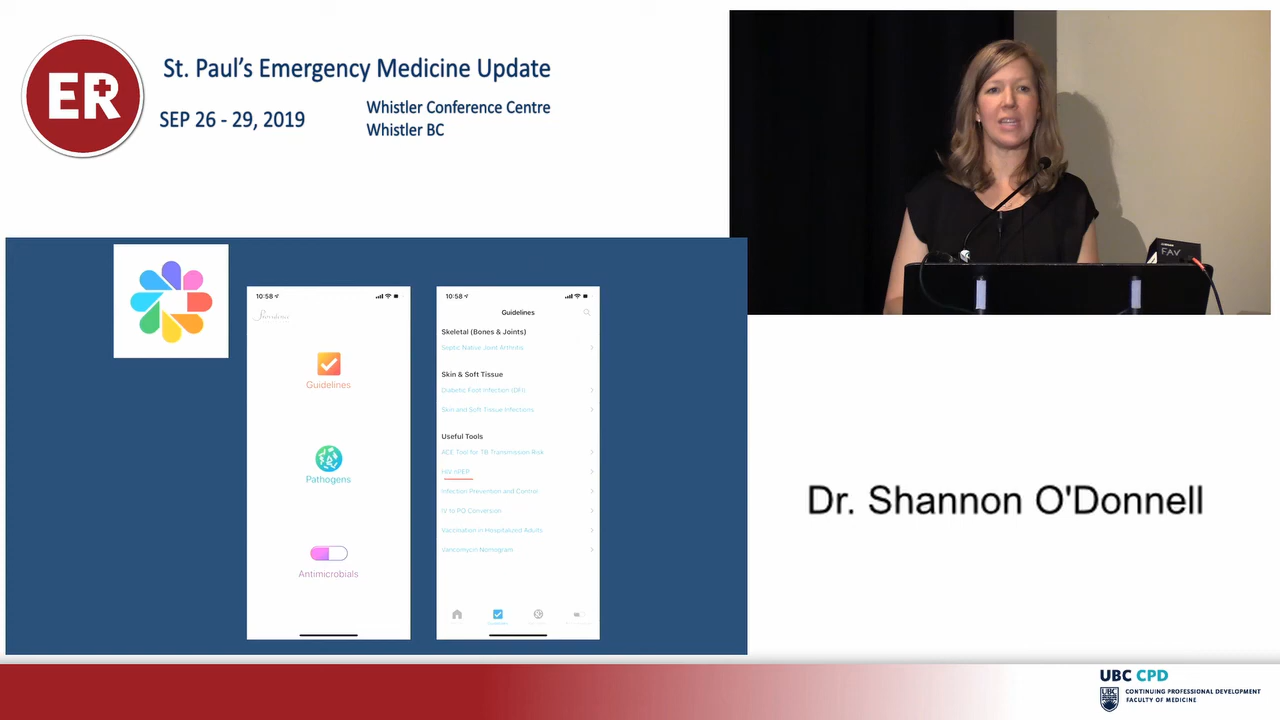 ER
St. Paul's Emergency Medicine Update
SEP 26 - 29, 2019
Whistler Conference Centre
Whistler BC
FAV
10:58
Providence
Guidelines
Pathogens
Antimicrobials
10:58
Guidelines
Skeletal (Bones & Joints)
Septic Native Joint Arthritis
Skin & Soft Tissue
Diabetic Foot Infection (DFI)
Skin and Soft Tissue Infections
Useful Tools
ACE Tool for TB Transmission Risk
HIV nPEP
Infection Prevention and Control
IV to PO Conversion
Vaccination in Hospitalized Adults
Vancomycin Nomogram
Guidelines
Dr. Shannon O'Donnell
UBC CPD
UBC
CONTINUING PROFESSIONAL DEVELOPMENT
FACULTY OF MEDICINE